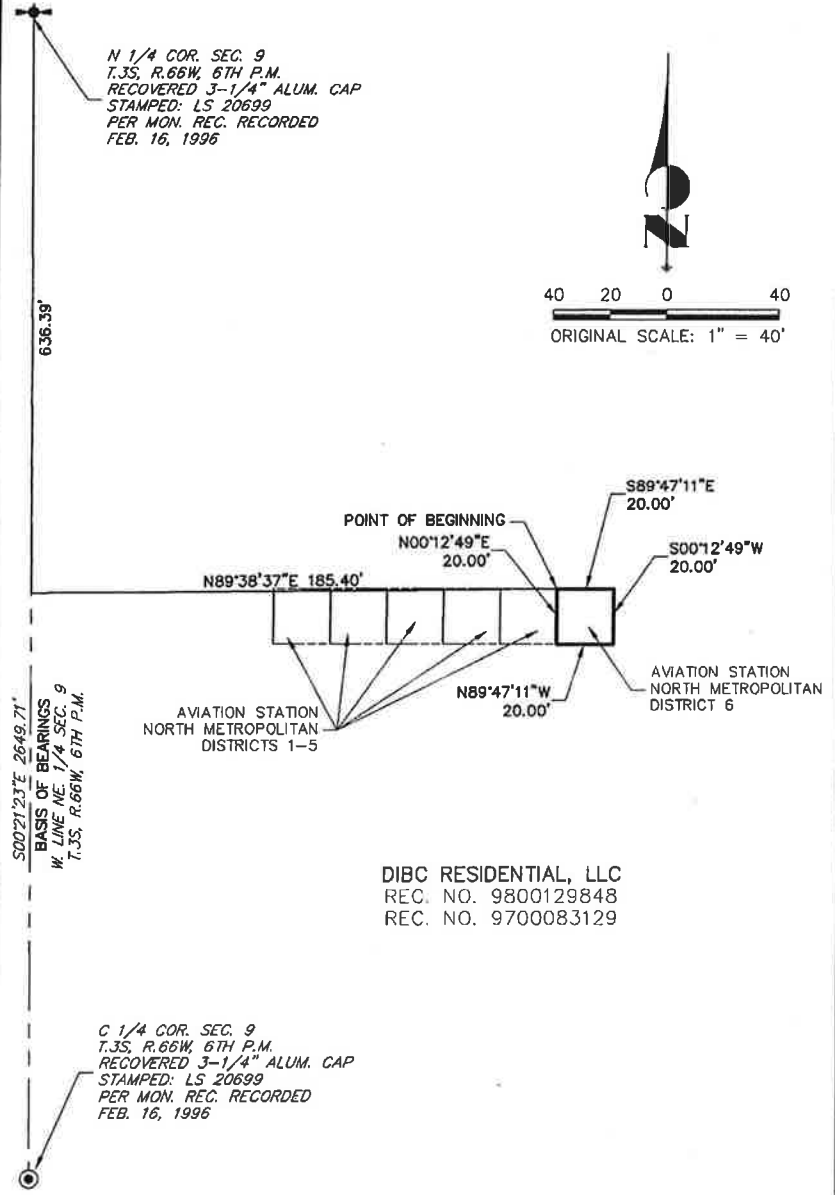 N 1/4 COR. SEC. 9
T.3S, R.66W, 6TH P.M.
RECOVERED 3-1/4" ALUM. CAP
STAMPED: LS 20699
PER MON. REC. RECORDED
FEB. 16, 1996
N
40 20 0 40
ORIGINAL SCALE: 1" = 40'
636.39'
S89°47'11"E
20.00'
POINT OF BEGINNING
N00°12'49"E
20.00'
S00°12'49"W
20.00'
N89°38'37"E 185.40'
N89°47'11"W
20.00'
AVIATION STATION
NORTH METROPOLITAN
DISTRICT 6
AVIATION STATION
NORTH METROPOLITAN
DISTRICTS 1-5
S00°21'23"E 2649.71'
BASIS OF BEARINGS
W. LINE NE. 1/4 SEC. 9
T.3S, R.66W, 6TH P.M.
DIBC RESIDENTIAL, LLC
REC. NO. 9800129848
REC. NO. 9700083129
C 1/4 COR. SEC. 9
T.3S, R.66W, 6TH P.M.
RECOVERED 3-1/4" ALUM. CAP
STAMPED: LS 20699
PER MON. REC. RECORDED
FEB. 16, 1996